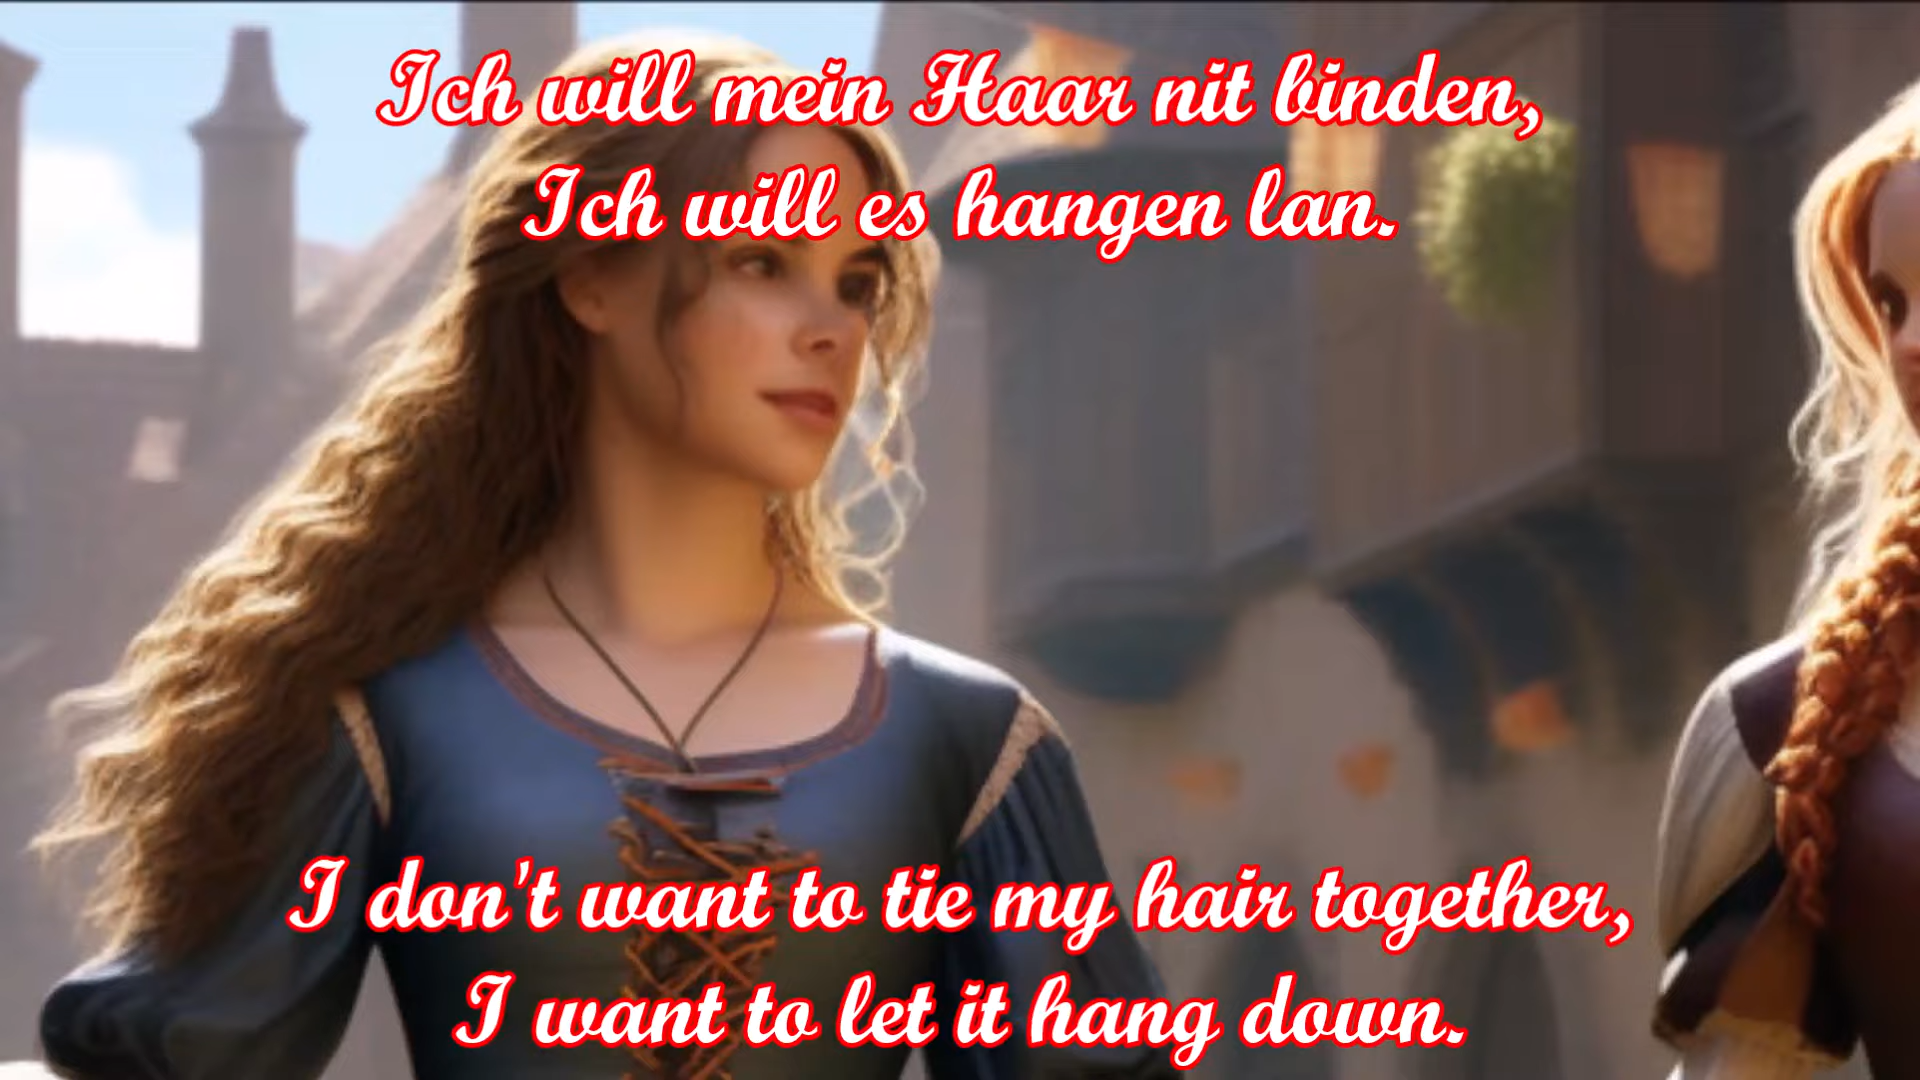 Ich will mein Haar nit binden,
Ich will es hangen lan.
I don't want to tie my hair together,
I want to let it hang down.